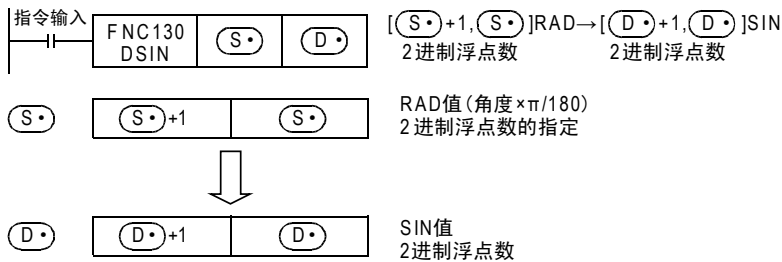 指令输入
FNC130
DSIN
S·
D·
[S·+1,S·]RAD→[D·+1,D·]SIN
2进制浮点数 2进制浮点数
S·
S·+1
S·
RAD值(角度×π/180)
2进制浮点数的指定
D·
D·+1
D·
SIN值
2进制浮点数